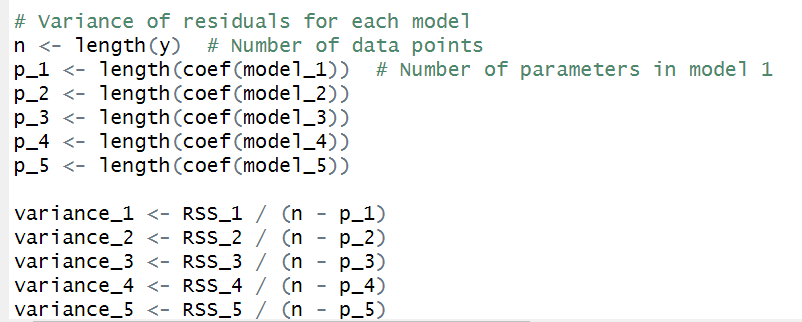 # Variance of residuals for each model
n <- length(y)  # Number of data points
p_1 <- length(coef(model_1))  # Number of parameters in model 1
p_2 <- length(coef(model_2))
p_3 <- length(coef(model_3))
p_4 <- length(coef(model_4))
p_5 <- length(coef(model_5))

variance_1 <- RSS_1 / (n - p_1)
variance_2 <- RSS_2 / (n - p_2)
variance_3 <- RSS_3 / (n - p_3)
variance_4 <- RSS_4 / (n - p_4)
variance_5 <- RSS_5 / (n - p_5)